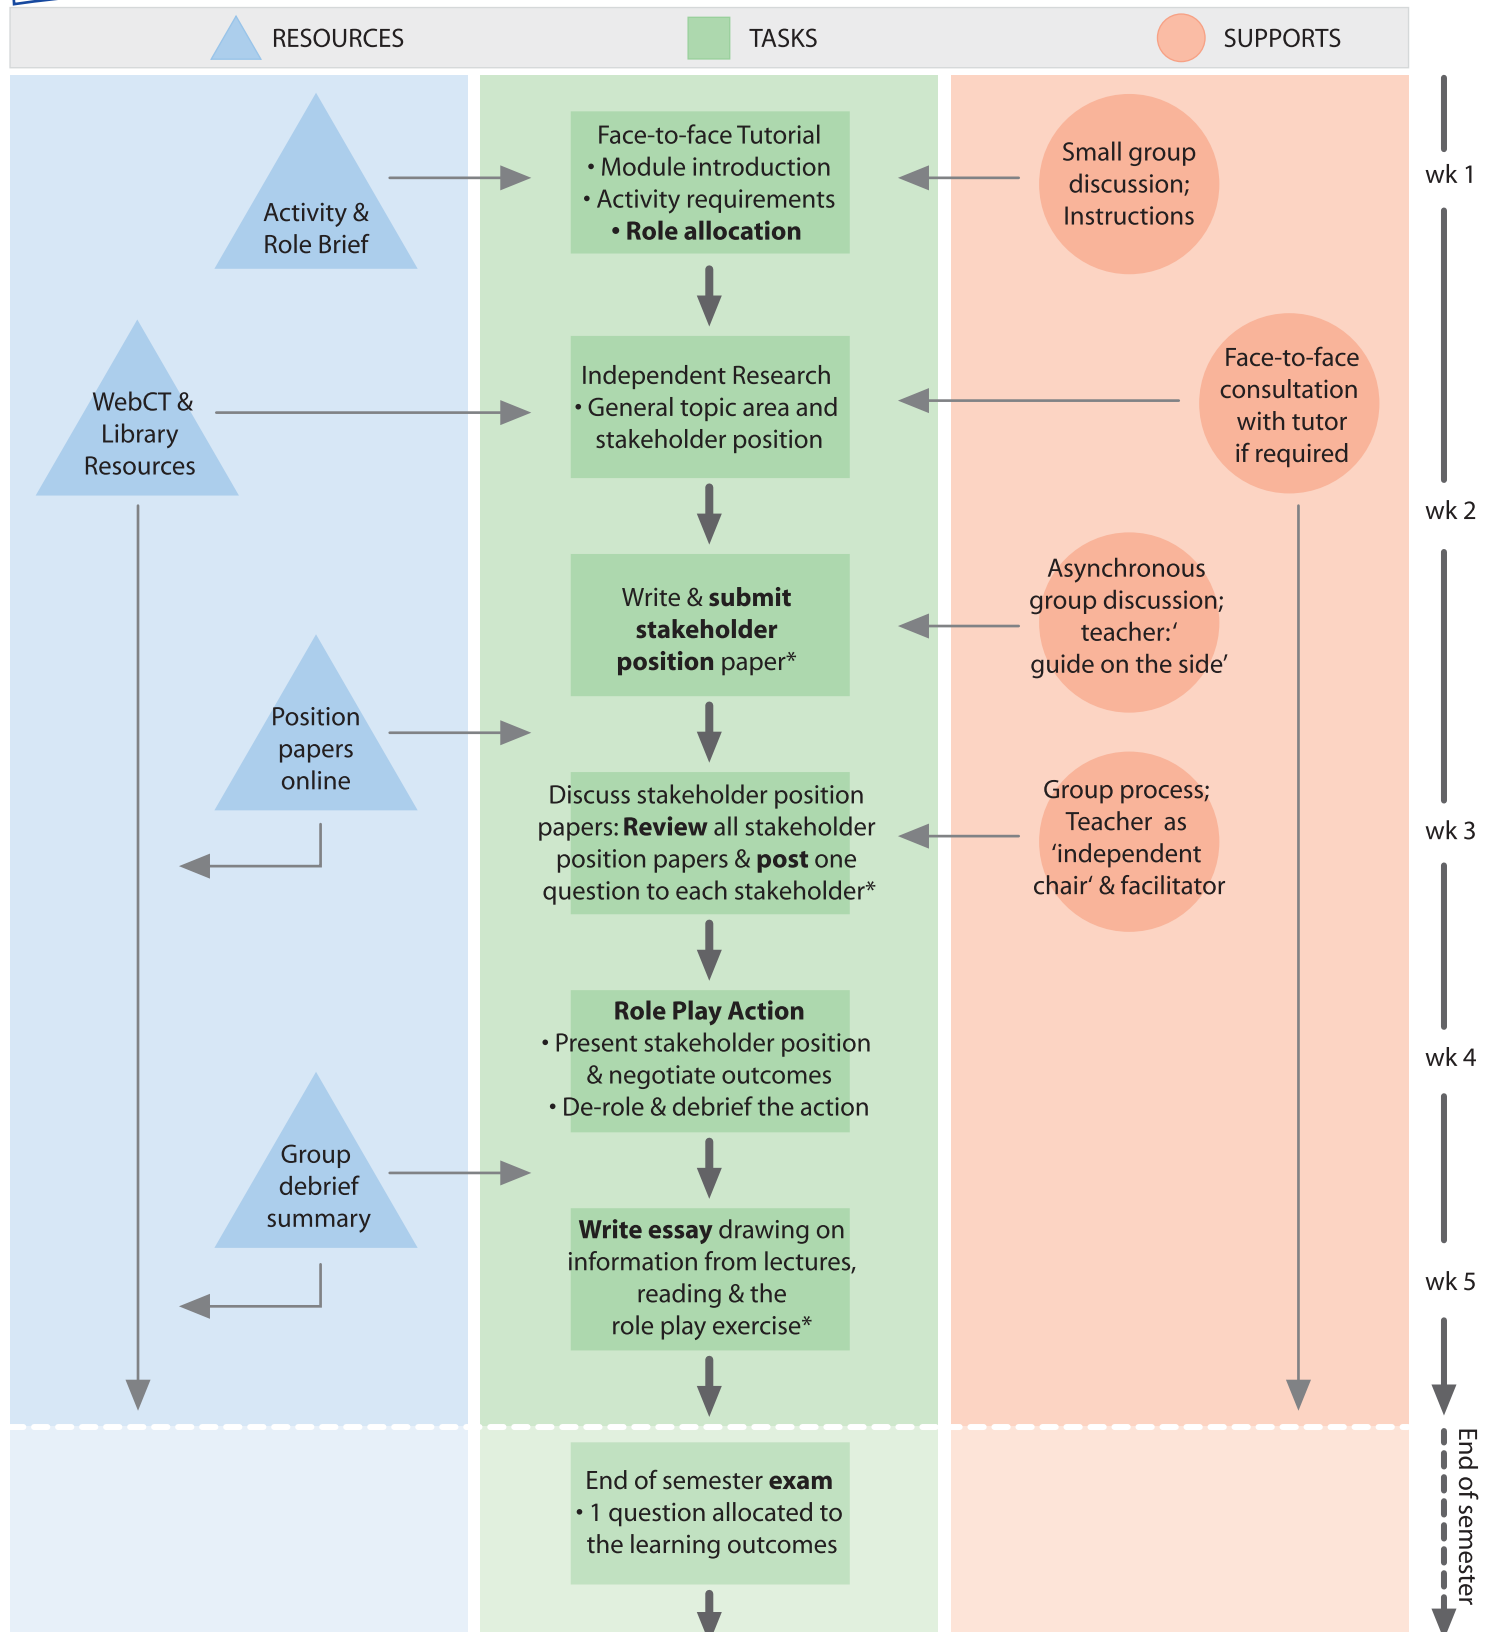 RESOURCES
TASKS
SUPPORTS
Activity &
Role Brief
Face-to-face Tutorial
• Module introduction
• Activity requirements
• Role allocation
Small group
discussion;
Instructions
wk 1
WebCT &
Library
Resources
Independent Research
• General topic area and
stakeholder position
Face-to-face
consultation
with tutor
if required
wk 2
Write & submit
stakeholder
position paper*
Asynchronous
group discussion;
teacher:‘
guide on the side’
Position
papers
online
Discuss stakeholder position
papers: Review all stakeholder
position papers & post one
question to each stakeholder*
Group process;
Teacher as
‘independent
chair‘ & facilitator
wk 3
Role Play Action
• Present stakeholder position
& negotiate outcomes
• De-role & debrief the action
wk 4
Group
debrief
summary
Write essay drawing on
information from lectures,
reading & the
role play exercise*
wk 5
End of semester exam
• 1 question allocated to
the learning outcomes
End of semester